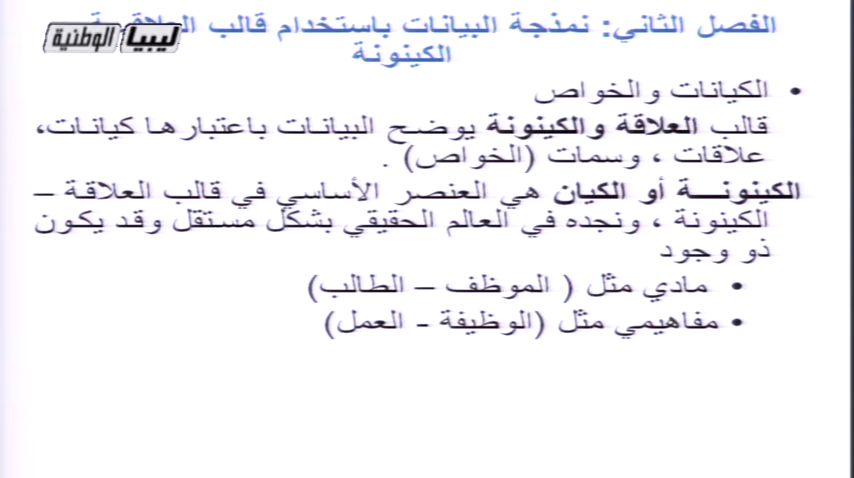 الفصل الثاني: نمذجة البيانات باستخدام قالب
الكينونة
ليبيا الوطنية
• الكيانات والخواص
قالب العلاقة والكينونة يوضح البيانات باعتبارها كيانات،
علاقات ، وسمات (الخواص) .
الكينونـــة أو الكيان هي العنصر الأساسي في قالب العلاقة –
الكينونة ، ونجده في العالم الحقيقي بشكل مستقل وقد يكون
ذو وجود
• مادي مثل ( الموظف – الطالب)
• مفاهيمي مثل (الوظيفة - العمل)